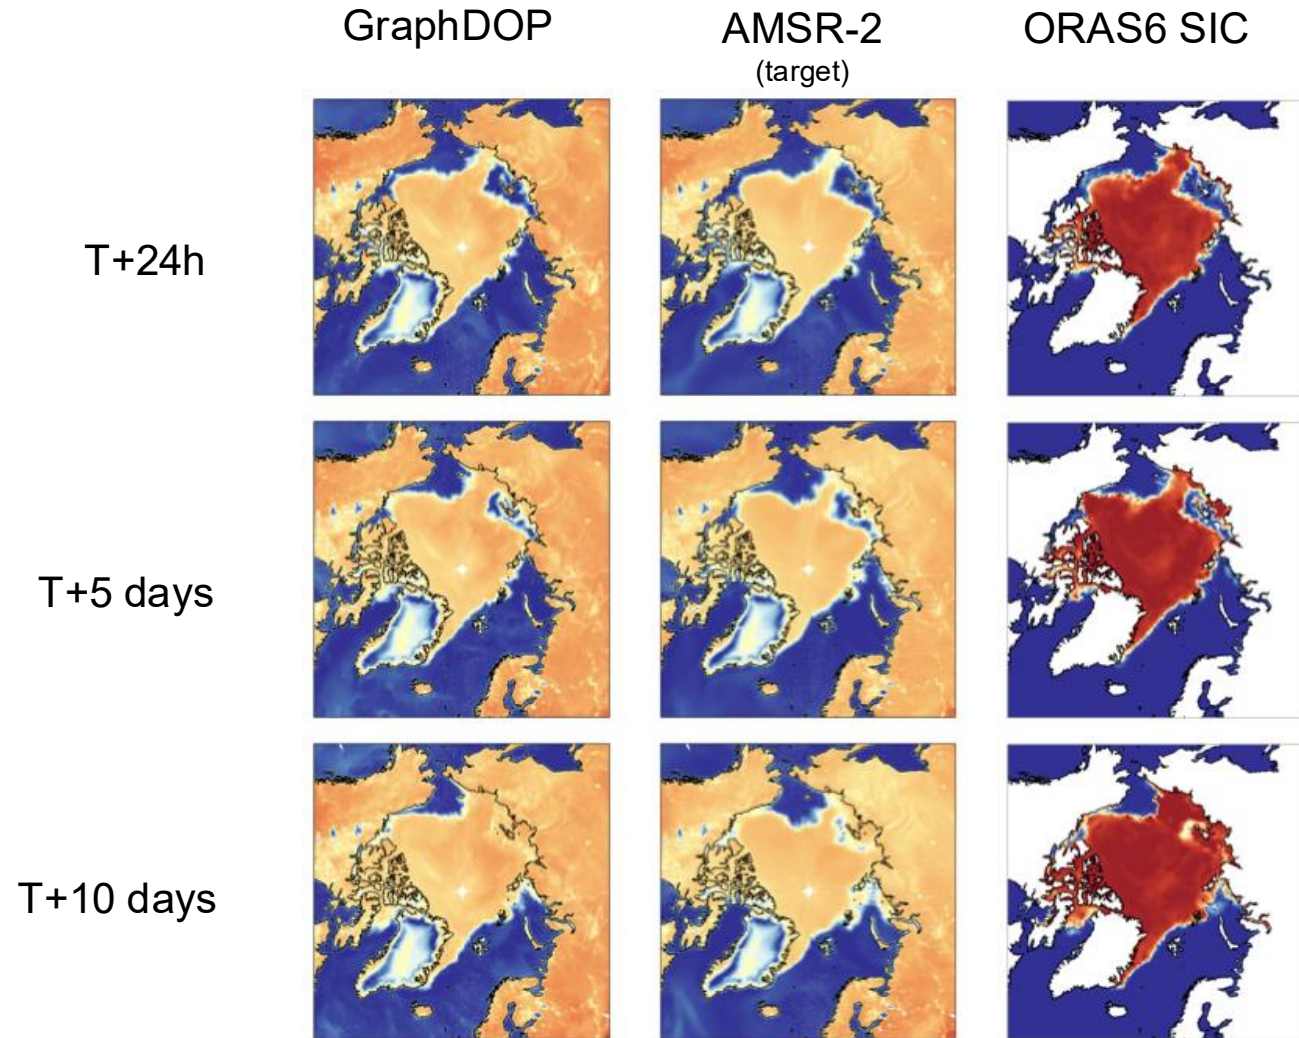 GraphDOP
AMSR-2
(target)
ORAS6 SIC
T+24h
T+5 days
T+10 days